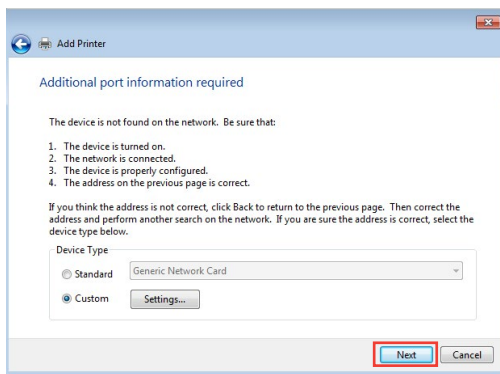 Add Printer
Additional port information required
The device is not found on the network. Be sure that:
1. The device is turned on.
2. The network is connected.
3. The device is properly configured.
4. The address on the previous page is correct.
If you think the address is not correct, click Back to return to the previous page. Then correct the
address and perform another search on the network. If you are sure the address is correct, select the
device type below.
Device Type
Standard
Generic Network Card
Custom
Settings...
Next
Cancel